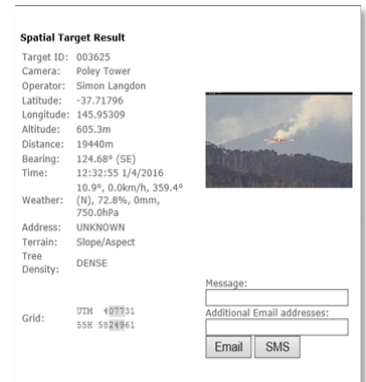 Spatial Target Result
Target ID: 003625
Camera: Poley Tower
Operator: Simon Langdon
Latitude: -37.71796
Longitude: 145.95309
Altitude: 605.3m
Distance: 19440m
Bearing: 124.68° (SE)
Time: 12:32:55 1/4/2016
Weather: 10.9°, 0.0km/h, 359.4°
(N), 72.8%, 0mm,
750.0hPa
Address: UNKNOWN
Terrain: Slope/Aspect
Tree
Density: DENSE
Grid: UTM 407731
55H 5824961
Message:
Additional Email addresses:
Email SMS